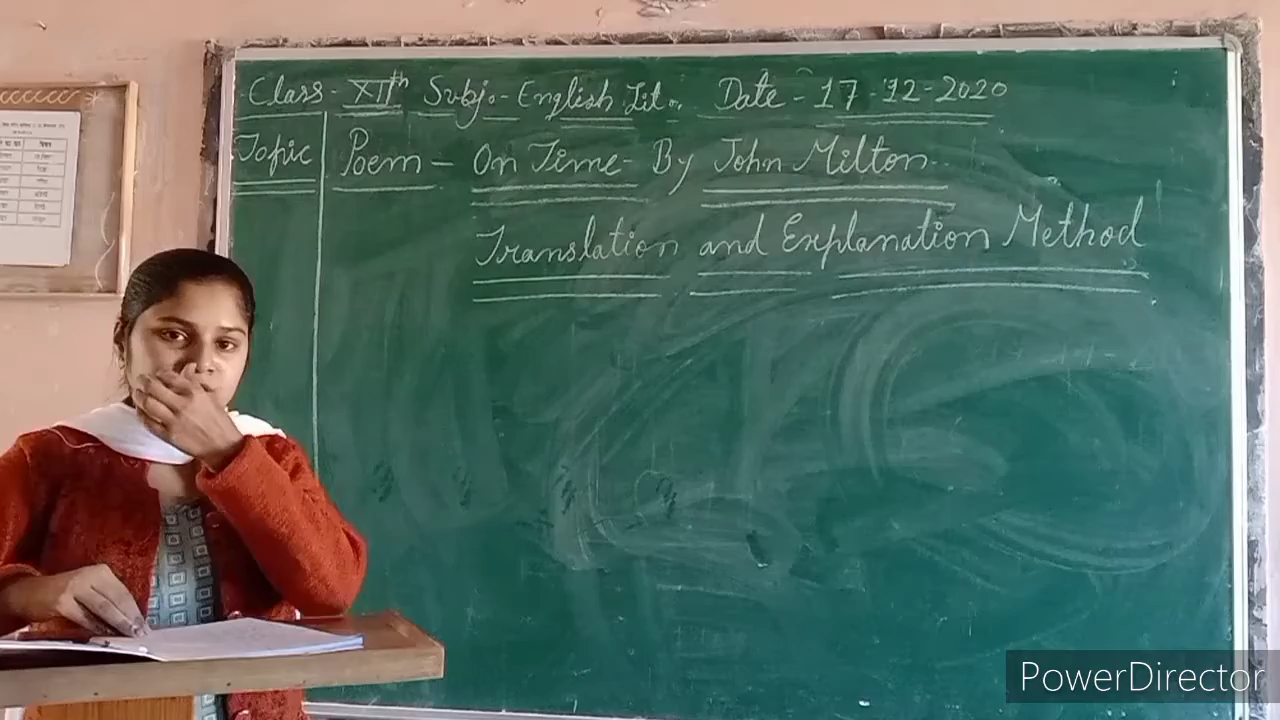 Class - XIIth Subj. - English Lit. Date - 17-12-2020
Topic Poem - On Time - By John Milton
Translation and Explanation Method
PowerDirector